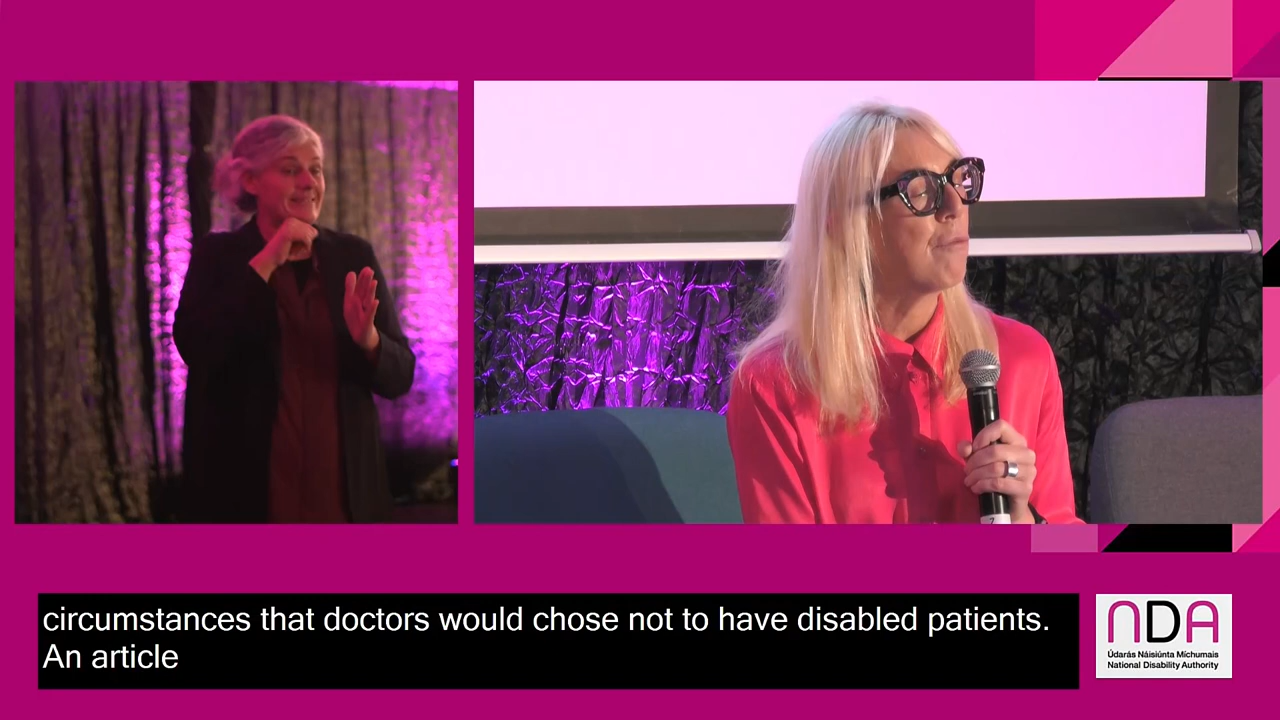 circumstances that doctors would chose not to have disabled patients.
An article
NDA
Údarás Náisiúnta Míchumais
National Disability Authority